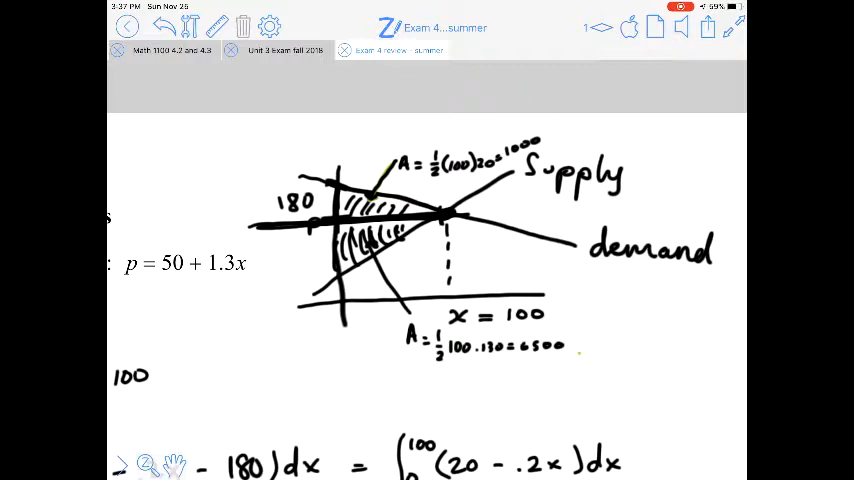 3:37 PM Sun Nov 25
59%
Exam 4...summer
1
Math 1100 4.2 and 4.3
Unit 3 Exam fall 2018
Exam 4 review - summer
A = 1/2(100)20 = 1000
Supply
180
p
s
demand
: p = 50 + 1.3x
x = 100
A = 1/2 100 · 130 = 6500
100
- 180) dx = ∫₀¹⁰⁰ (20 - .2x) dx